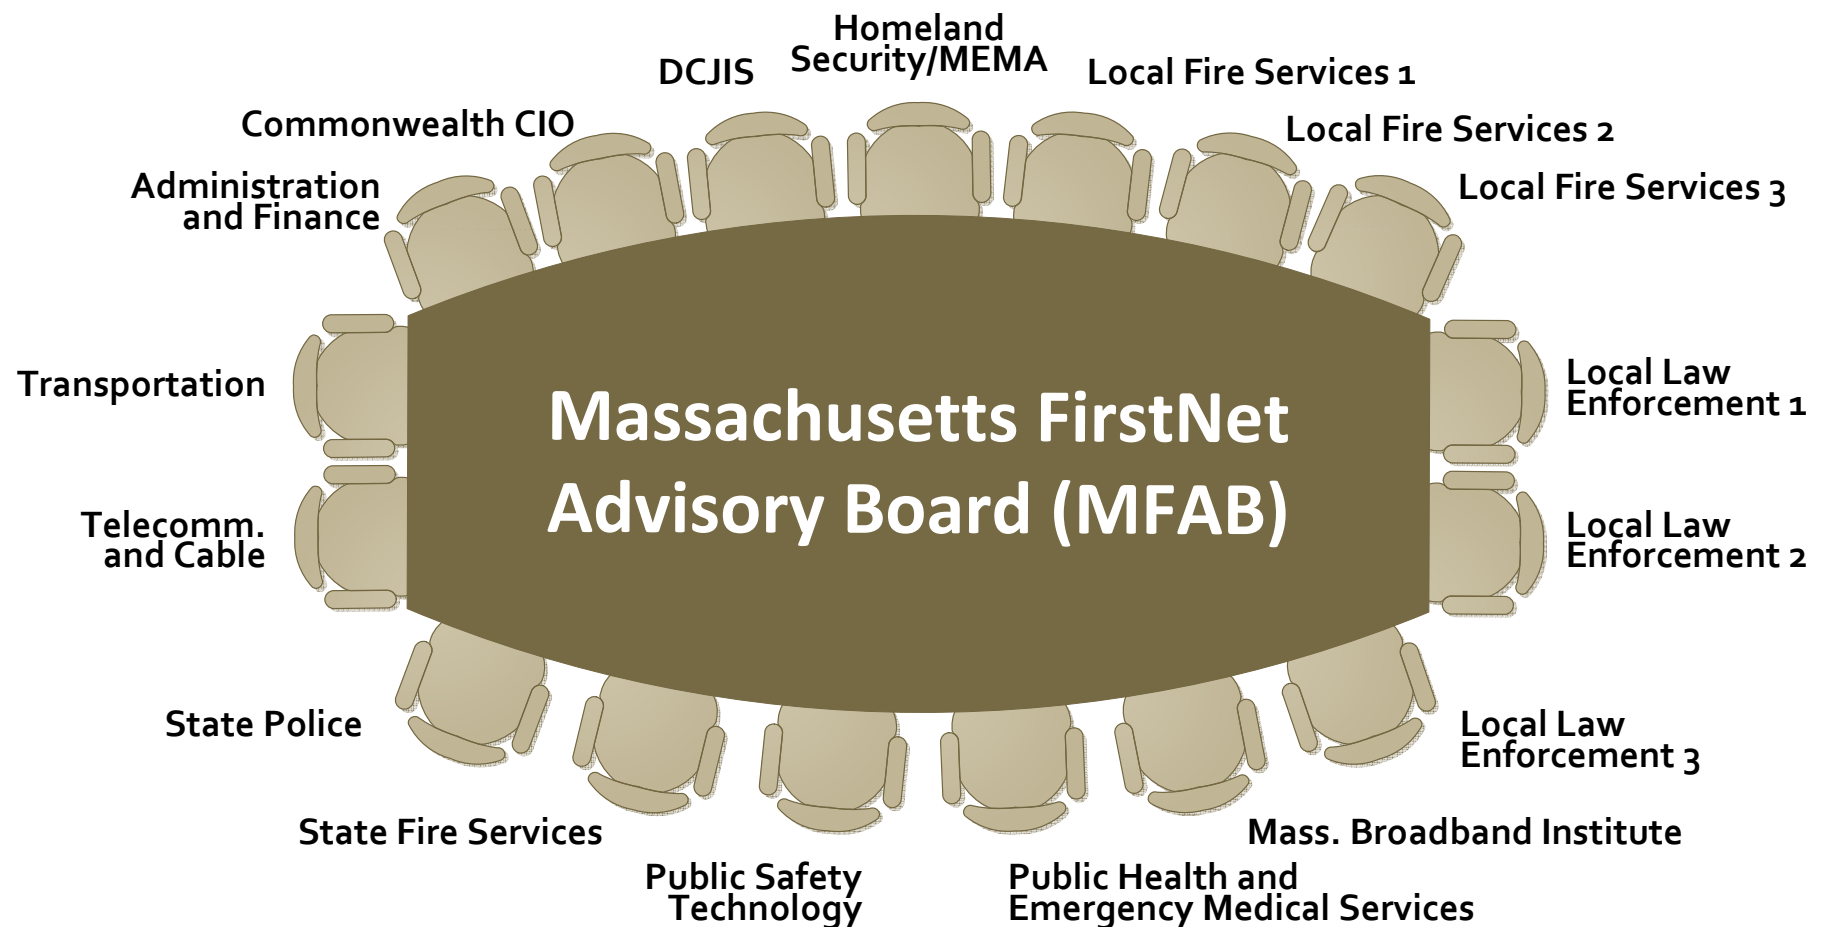 Homeland
Security/MEMA
DCJIS
Local Fire Services 1
Commonwealth CIO
Local Fire Services 2
Administration
and Finance
Local Fire Services 3
Transportation
Local Law
Enforcement 1
Massachusetts FirstNet
Advisory Board (MFAB)
Telecomm.
and Cable
Local Law
Enforcement 2
State Police
Local Law
Enforcement 3
State Fire Services
Mass. Broadband Institute
Public Safety
Technology
Public Health and
Emergency Medical Services